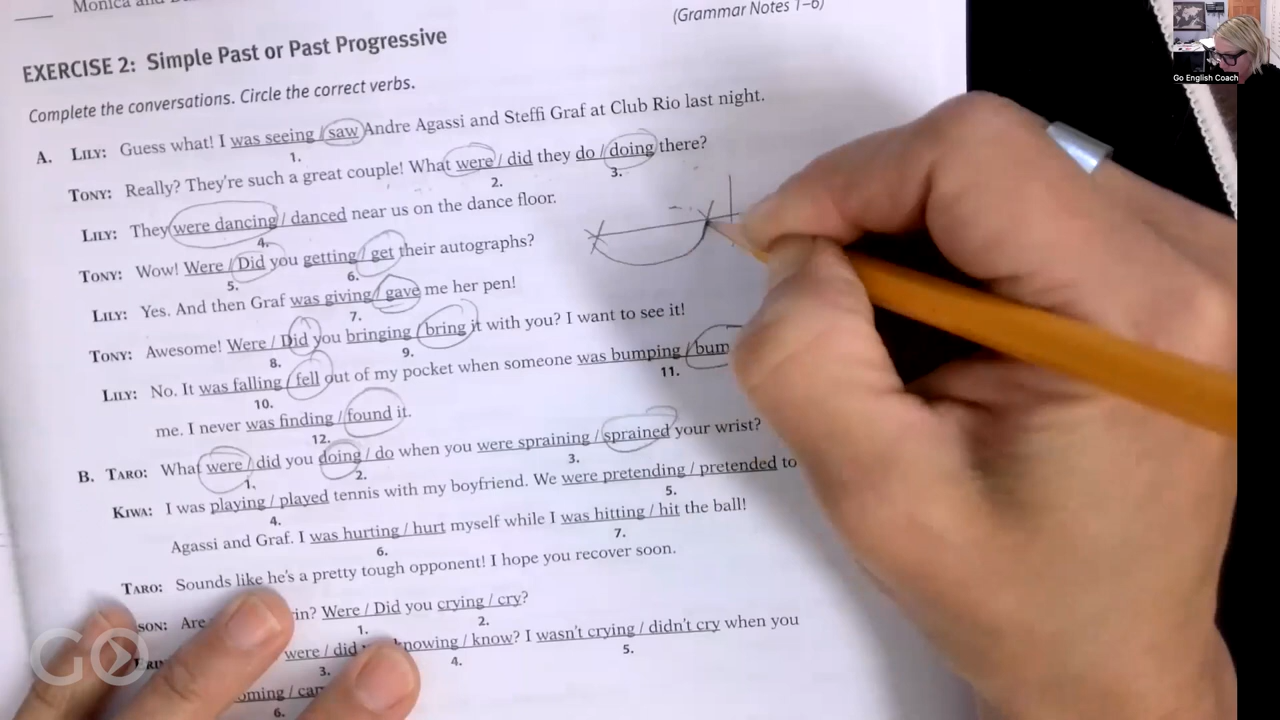 Monica and
(Grammar Notes 1–6)
EXERCISE 2: Simple Past or Past Progressive
Complete the conversations. Circle the correct verbs.
A. LILY: Guess what! I was seeing / saw Andre Agassi and Steffi Graf at Club Rio last night.
1.
TONY: Really? They're such a great couple! What were / did they do / doing there?
2. 3.
LILY: They were dancing / danced near us on the dance floor.
4.
TONY: Wow! Were / Did you getting / get their autographs?
5. 6.
LILY: Yes. And then Graf was giving / gave me her pen!
7.
TONY: Awesome! Were / Did you bringing / bring it with you? I want to see it!
8. 9.
LILY: No. It was falling / fell out of my pocket when someone was bumping / bum
10. 11.
me. I never was finding / found it.
12.
B. TARO: What were / did you doing / do when you were spraining / sprained your wrist?
1. 2. 3.
KIWA: I was playing / played tennis with my boyfriend. We were pretending / pretended to
4. 5.
Agassi and Graf. I was hurting / hurt myself while I was hitting / hit the ball!
6. 7.
TARO: Sounds like he's a pretty tough opponent! I hope you recover soon.
SON: Are rin? Were / Did you crying / cry?
1. 2.
ERIN: were / did knowing / know? I wasn't crying / didn't cry when you
3. 4. 5.
oming / cam
6.
GO
Go English Coach